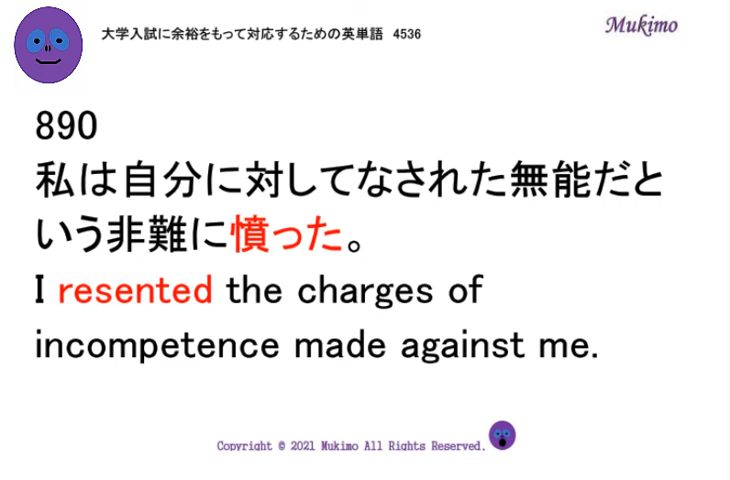 大学入試に余裕をもって対応するための英単語 4536
Mukimo
890
私は自分に対してなされた無能だと
いう非難に憤った。
I resented the charges of
incompetence made against me.
Copyright © 2021 Mukimo All Rights Reserved.